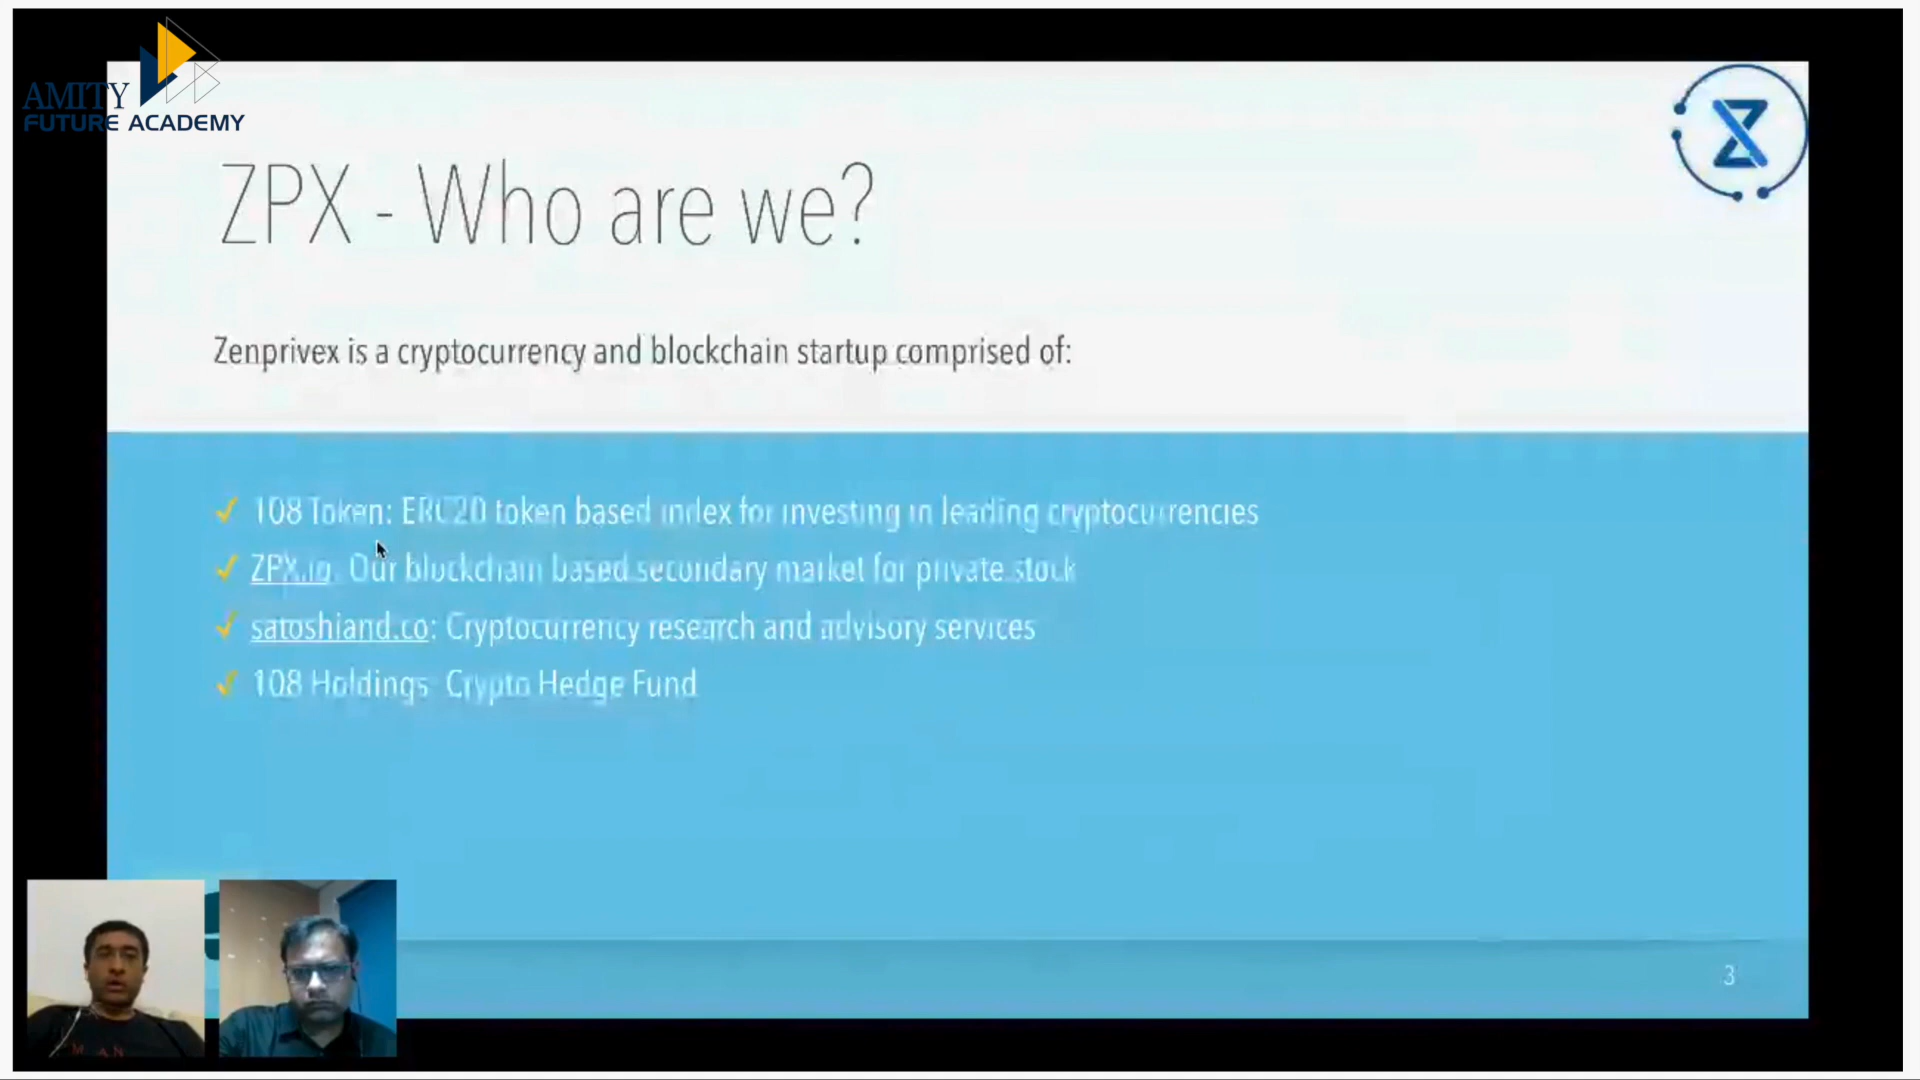 AMITY
FUTURE ACADEMY
ZPX - Who are we?
Zenprivex is a cryptocurrency and blockchain startup comprised of:
✓ 108 Token: ERC20 token based index for investing in leading cryptocurrencies
✓ ZPX.io: Our blockchain based secondary market for private stock
✓ satoshiand.co: Cryptocurrency research and advisory services
✓ 108 Holdings: Crypto Hedge Fund
3